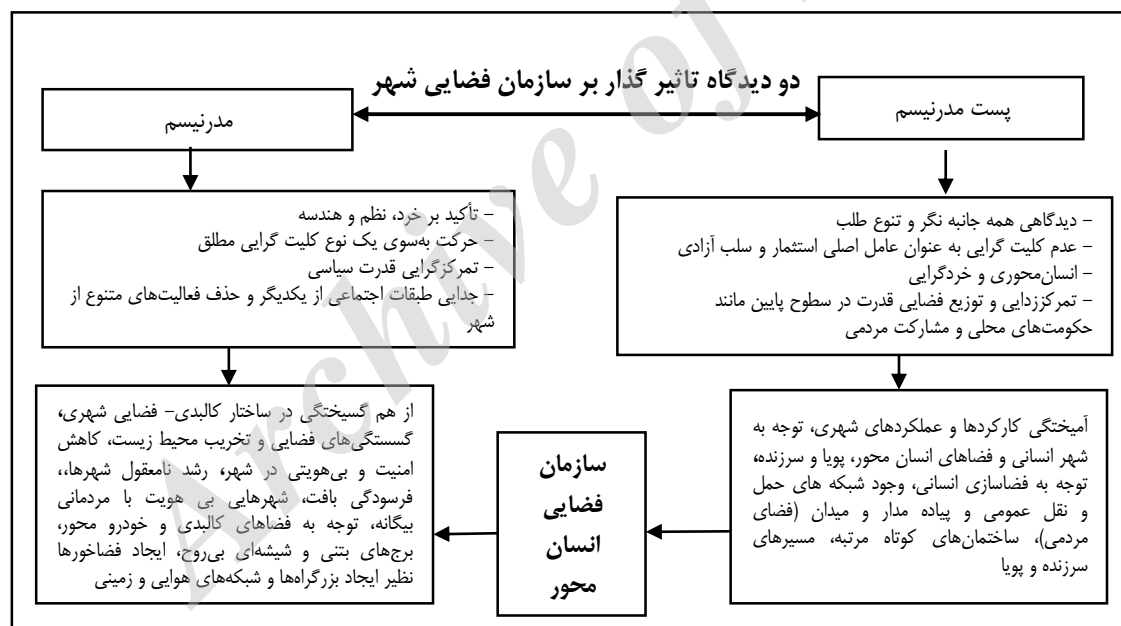 دو دیدگاه تاثیر گذار بر سازمان فضایی شهر
پست مدرنیسم
مدرنیسم
– دیدگاهی همه جانبه نگر و تنوع طلب
– عدم کلیت گرایی به عنوان عامل اصلی استثمار و سلب آزادی
– انسان‌محوری و خردگرایی
– تمرکززدایی و توزیع فضایی قدرت در سطوح پایین مانند
حکومت‌های محلی و مشارکت مردمی
– تأکید بر خرد، نظم و هندسه
– حرکت به‌سوی یک نوع کلیت گرایی مطلق
– تمرکزگرایی قدرت سیاسی
– جدایی طبقات اجتماعی از یکدیگر و حذف فعالیت‌های متنوع از
شهر
آمیختگی کارکردها و عملکردهای شهری، توجه به
شهر انسانی و فضاهای انسان محور، پویا و سرزنده،
توجه به فضاسازی انسانی، وجود شبکه های حمل
و نقل عمومی و پیاده مدار و میدان (فضای
مردمی)، ساختمان‌های کوتاه مرتبه، مسیرهای
سرزنده و پویا
سازمان
فضایی
انسان
محور
از هم گسیختگی در ساختار کالبدی– فضایی شهری،
گسستگی‌های فضایی و تخریب محیط زیست، کاهش
امنیت و بی‌هویتی در شهر، رشد نامعقول شهرها،،
فرسودگی بافت، شهرهایی بی هویت با مردمانی
بیگانه، توجه به فضاهای کالبدی و خودرو محور،
برج‌های بتنی و شیشه‌ای بی‌روح، ایجاد فضاخورها
نظیر ایجاد بزرگراه‌ها و شبکه‌های هوایی و زمینی
Archive of